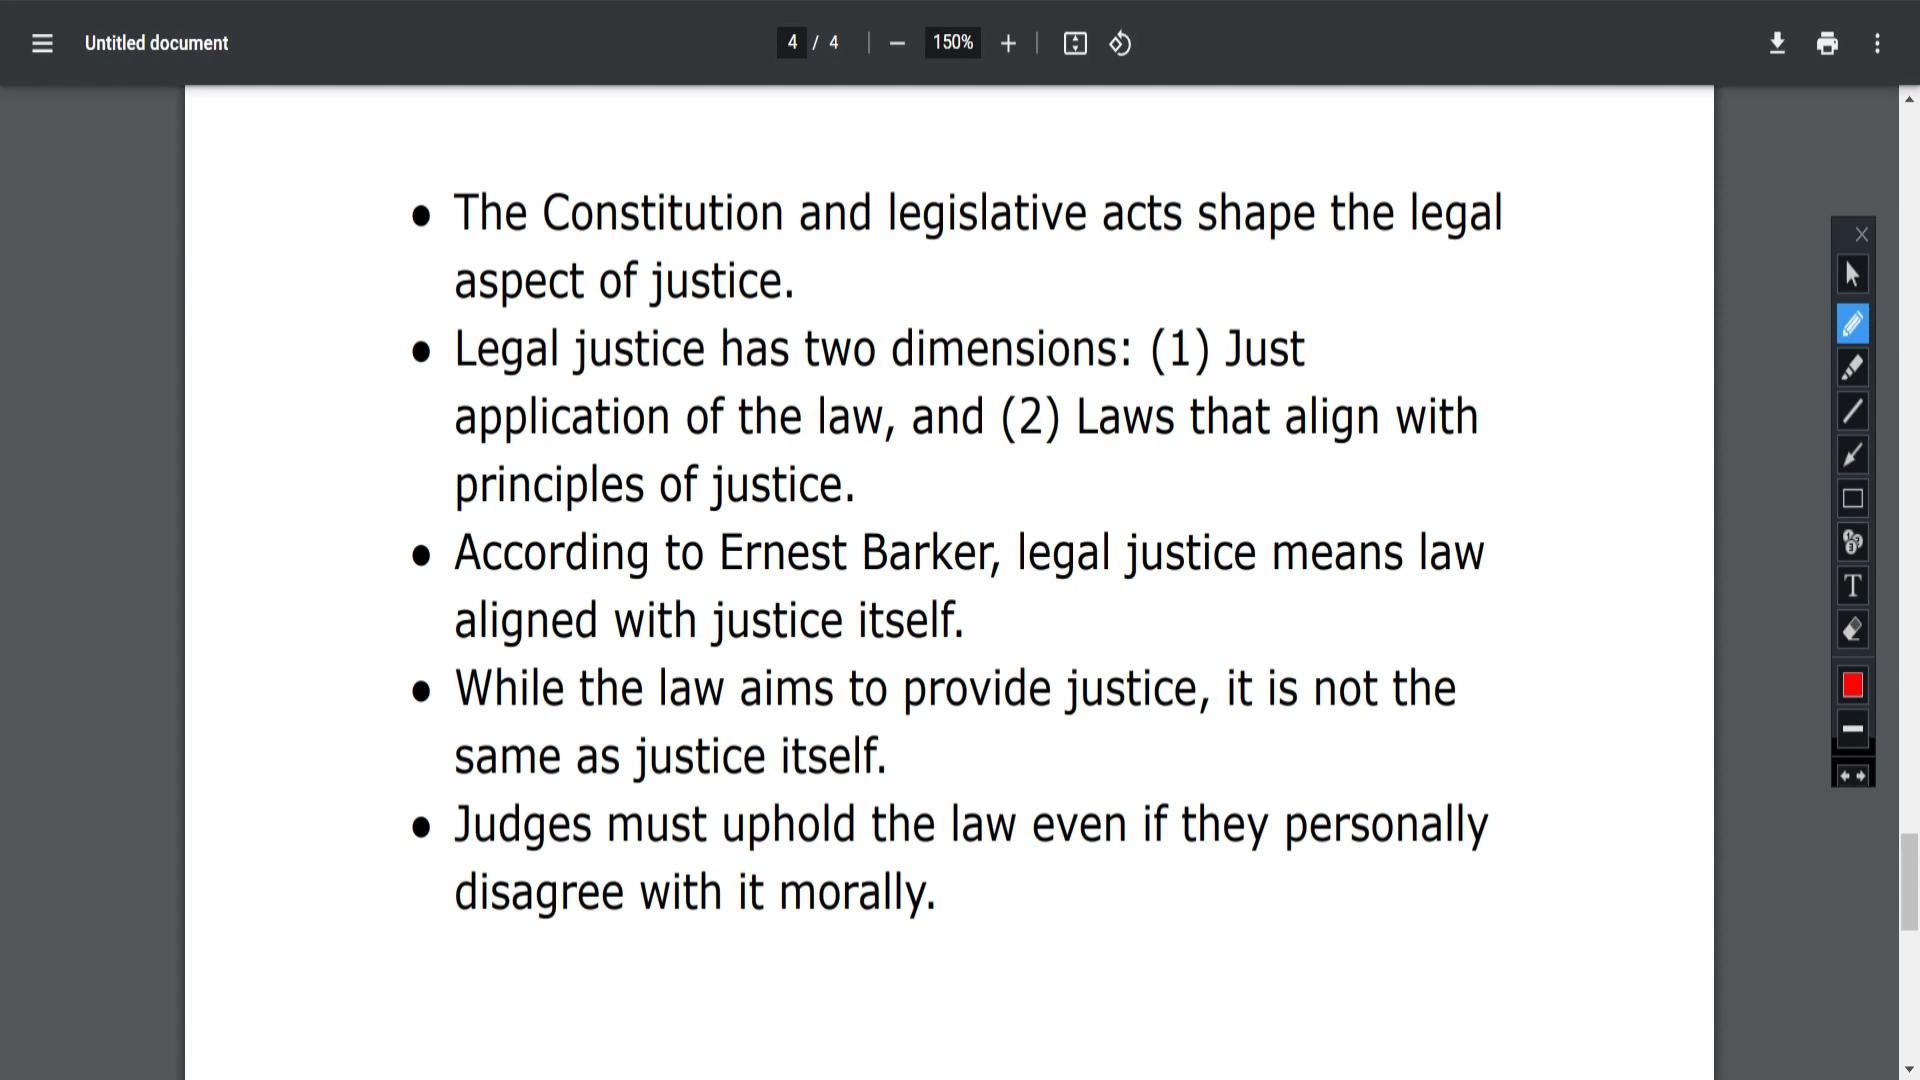 Untitled document
4 / 4
150%
● The Constitution and legislative acts shape the legal
aspect of justice.
● Legal justice has two dimensions: (1) Just
application of the law, and (2) Laws that align with
principles of justice.
● According to Ernest Barker, legal justice means law
aligned with justice itself.
● While the law aims to provide justice, it is not the
same as justice itself.
● Judges must uphold the law even if they personally
disagree with it morally.
T